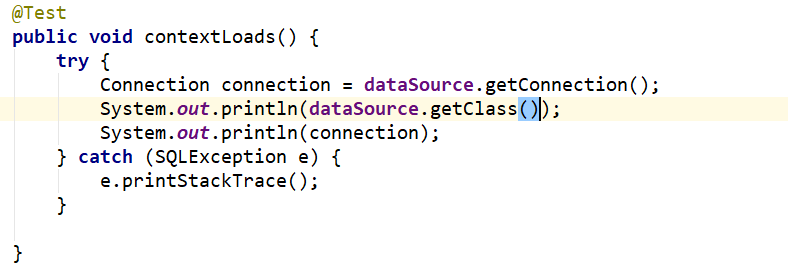 @Test
public void contextLoads() {
    try {
        Connection connection = dataSource.getConnection();
        System.out.println(dataSource.getClass());
        System.out.println(connection);
    } catch (SQLException e) {
        e.printStackTrace();
    }
}